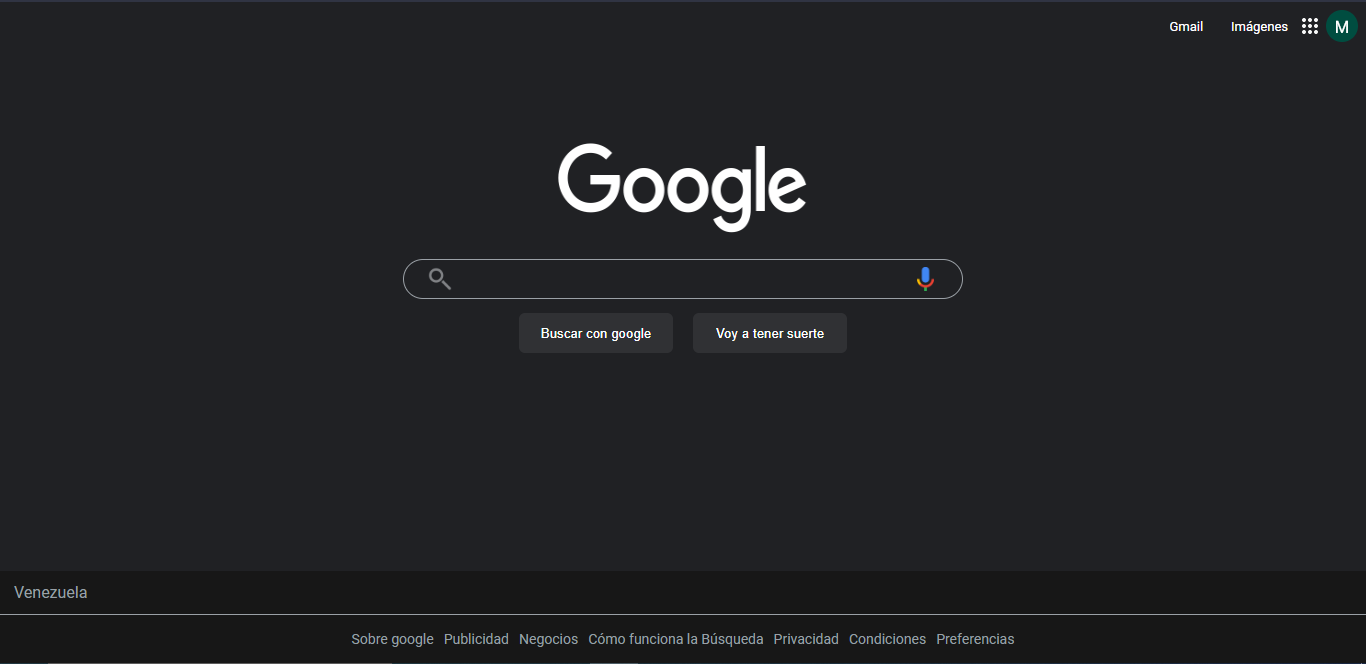 Gmail Imágenes M
Google
Buscar con google Voy a tener suerte
Venezuela
Sobre google Publicidad Negocios Cómo funciona la Búsqueda Privacidad Condiciones Preferencias